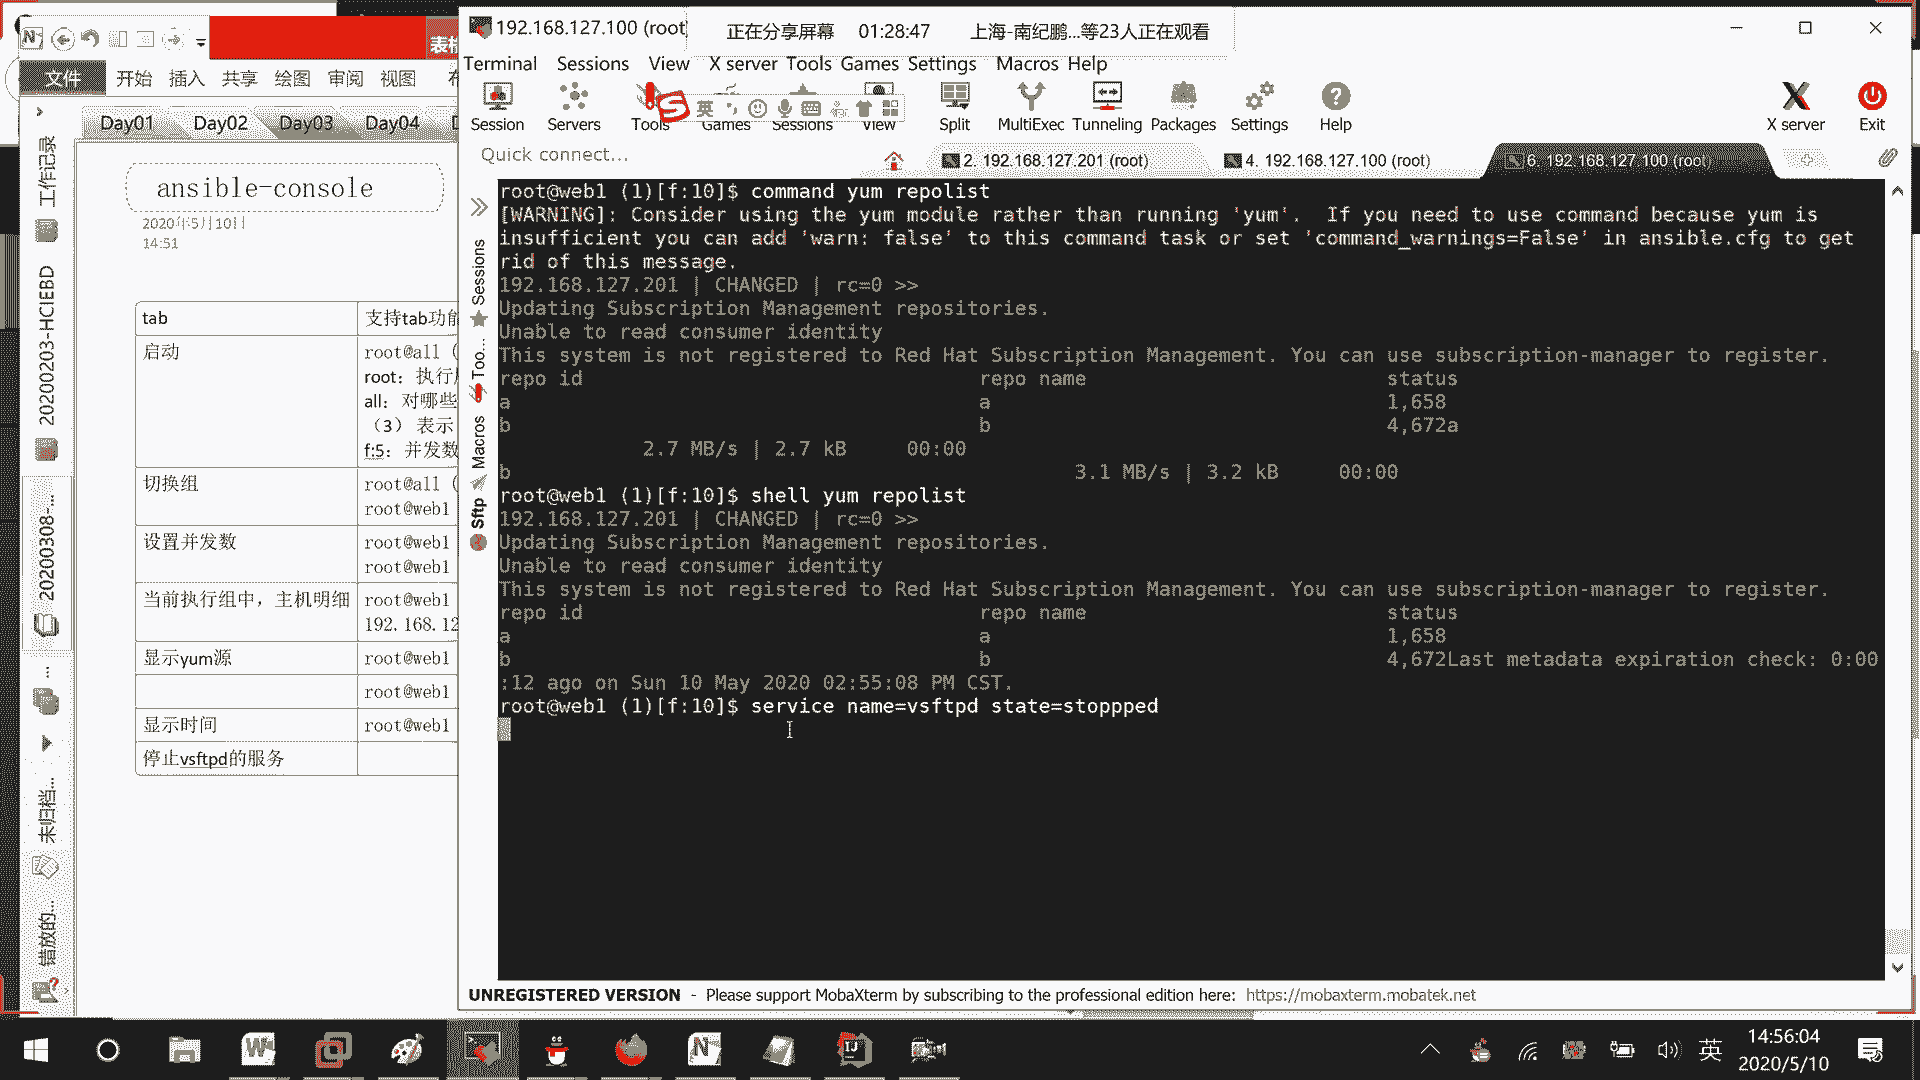 192.168.127.100 (root)
正在分享屏幕 01:28:47 上海-南纪鹏...等23人正在观看
文件 开始 插入 共享 绘图 审阅 视图
Terminal Sessions View X server Tools Games Settings Macros Help
Session Servers Tools Games Sessions View Split MultiExec Tunneling Packages Settings Help X server Exit
英
Day01 Day02 Day03 Day04
Quick connect...
2. 192.168.127.201 (root) 4. 192.168.127.100 (root) 6. 192.168.127.100 (root)
工作记录
20200203-HCIEBD
20200308-...
未归档...
错放的...
ansible-console
2020年5月10日
14:51
tab 支持tab功能
启动 root@all (
root: 执行
all: 对哪些
（3） 表示
f:5: 并发数
切换组 root@all (
root@web1
设置并发数 root@web1
root@web1
当前执行组中，主机明细 root@web1
192.168.12
显示yum源 root@web1
root@web1
显示时间 root@web1
停止vsftpd的服务
Sessions
Too...
Macros
Sftp
root@web1 (1)[f:10]$ command yum repolist
[WARNING]: Consider using the yum module rather than running 'yum'.  If you need to use command because yum is
insufficient you can add 'warn: false' to this command task or set 'command_warnings=False' in ansible.cfg to get
rid of this message.
192.168.127.201 | CHANGED | rc=0 >>
Updating Subscription Management repositories.
Unable to read consumer identity
This system is not registered to Red Hat Subscription Management. You can use subscription-manager to register.
repo id repo name status
a a 1,658
b b 4,672a
2.7 MB/s | 2.7 kB 00:00
b 3.1 MB/s | 3.2 kB 00:00
root@web1 (1)[f:10]$ shell yum repolist
192.168.127.201 | CHANGED | rc=0 >>
Updating Subscription Management repositories.
Unable to read consumer identity
This system is not registered to Red Hat Subscription Management. You can use subscription-manager to register.
repo id repo name status
a a 1,658
b b 4,672Last metadata expiration check: 0:00
:12 ago on Sun 10 May 2020 02:55:08 PM CST.
root@web1 (1)[f:10]$ service name=vsftpd state=stoppped
UNREGISTERED VERSION - Please support MobaXterm by subscribing to the professional edition here: https://mobaxterm.mobatek.net
英
14:56:04
2020/5/10